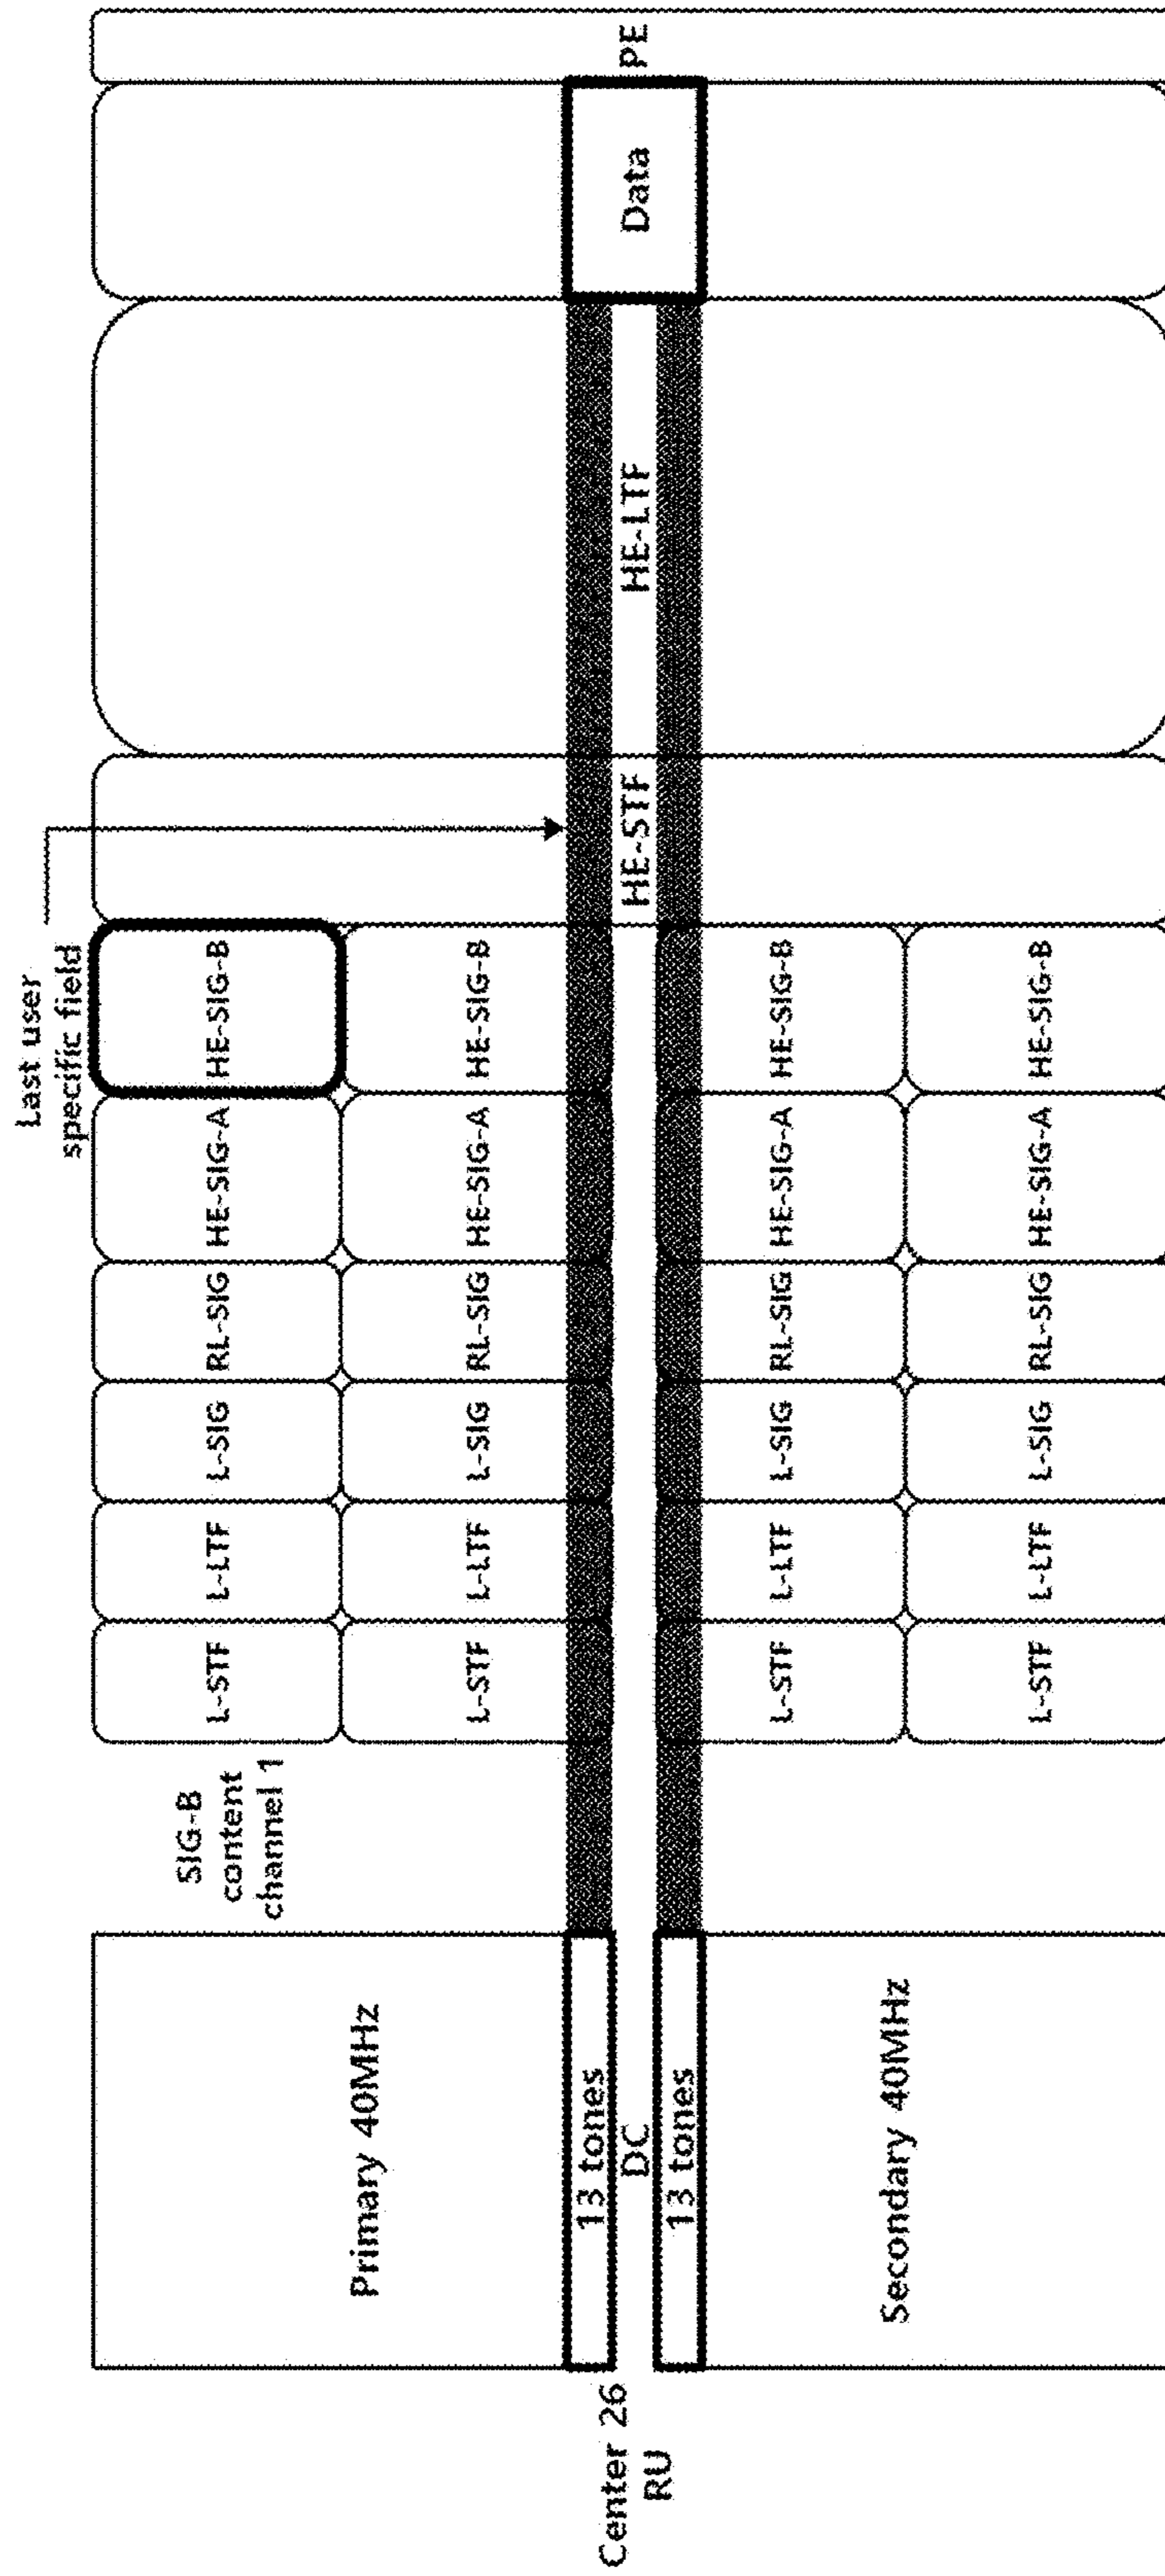 Last user
specific field
SIG-B
content
channel 1
L-STF
L-LTF
L-SIG
RL-SIG
HE-SIG-A
HE-SIG-B
Primary 40MHz
L-STF
L-LTF
L-SIG
RL-SIG
HE-SIG-A
HE-SIG-B
Center 26
RU
13 tones
DC
13 tones
HE-STF
HE-LTF
Data
PE
Secondary 40MHz
L-STF
L-LTF
L-SIG
RL-SIG
HE-SIG-A
HE-SIG-B
L-STF
L-LTF
L-SIG
RL-SIG
HE-SIG-A
HE-SIG-B